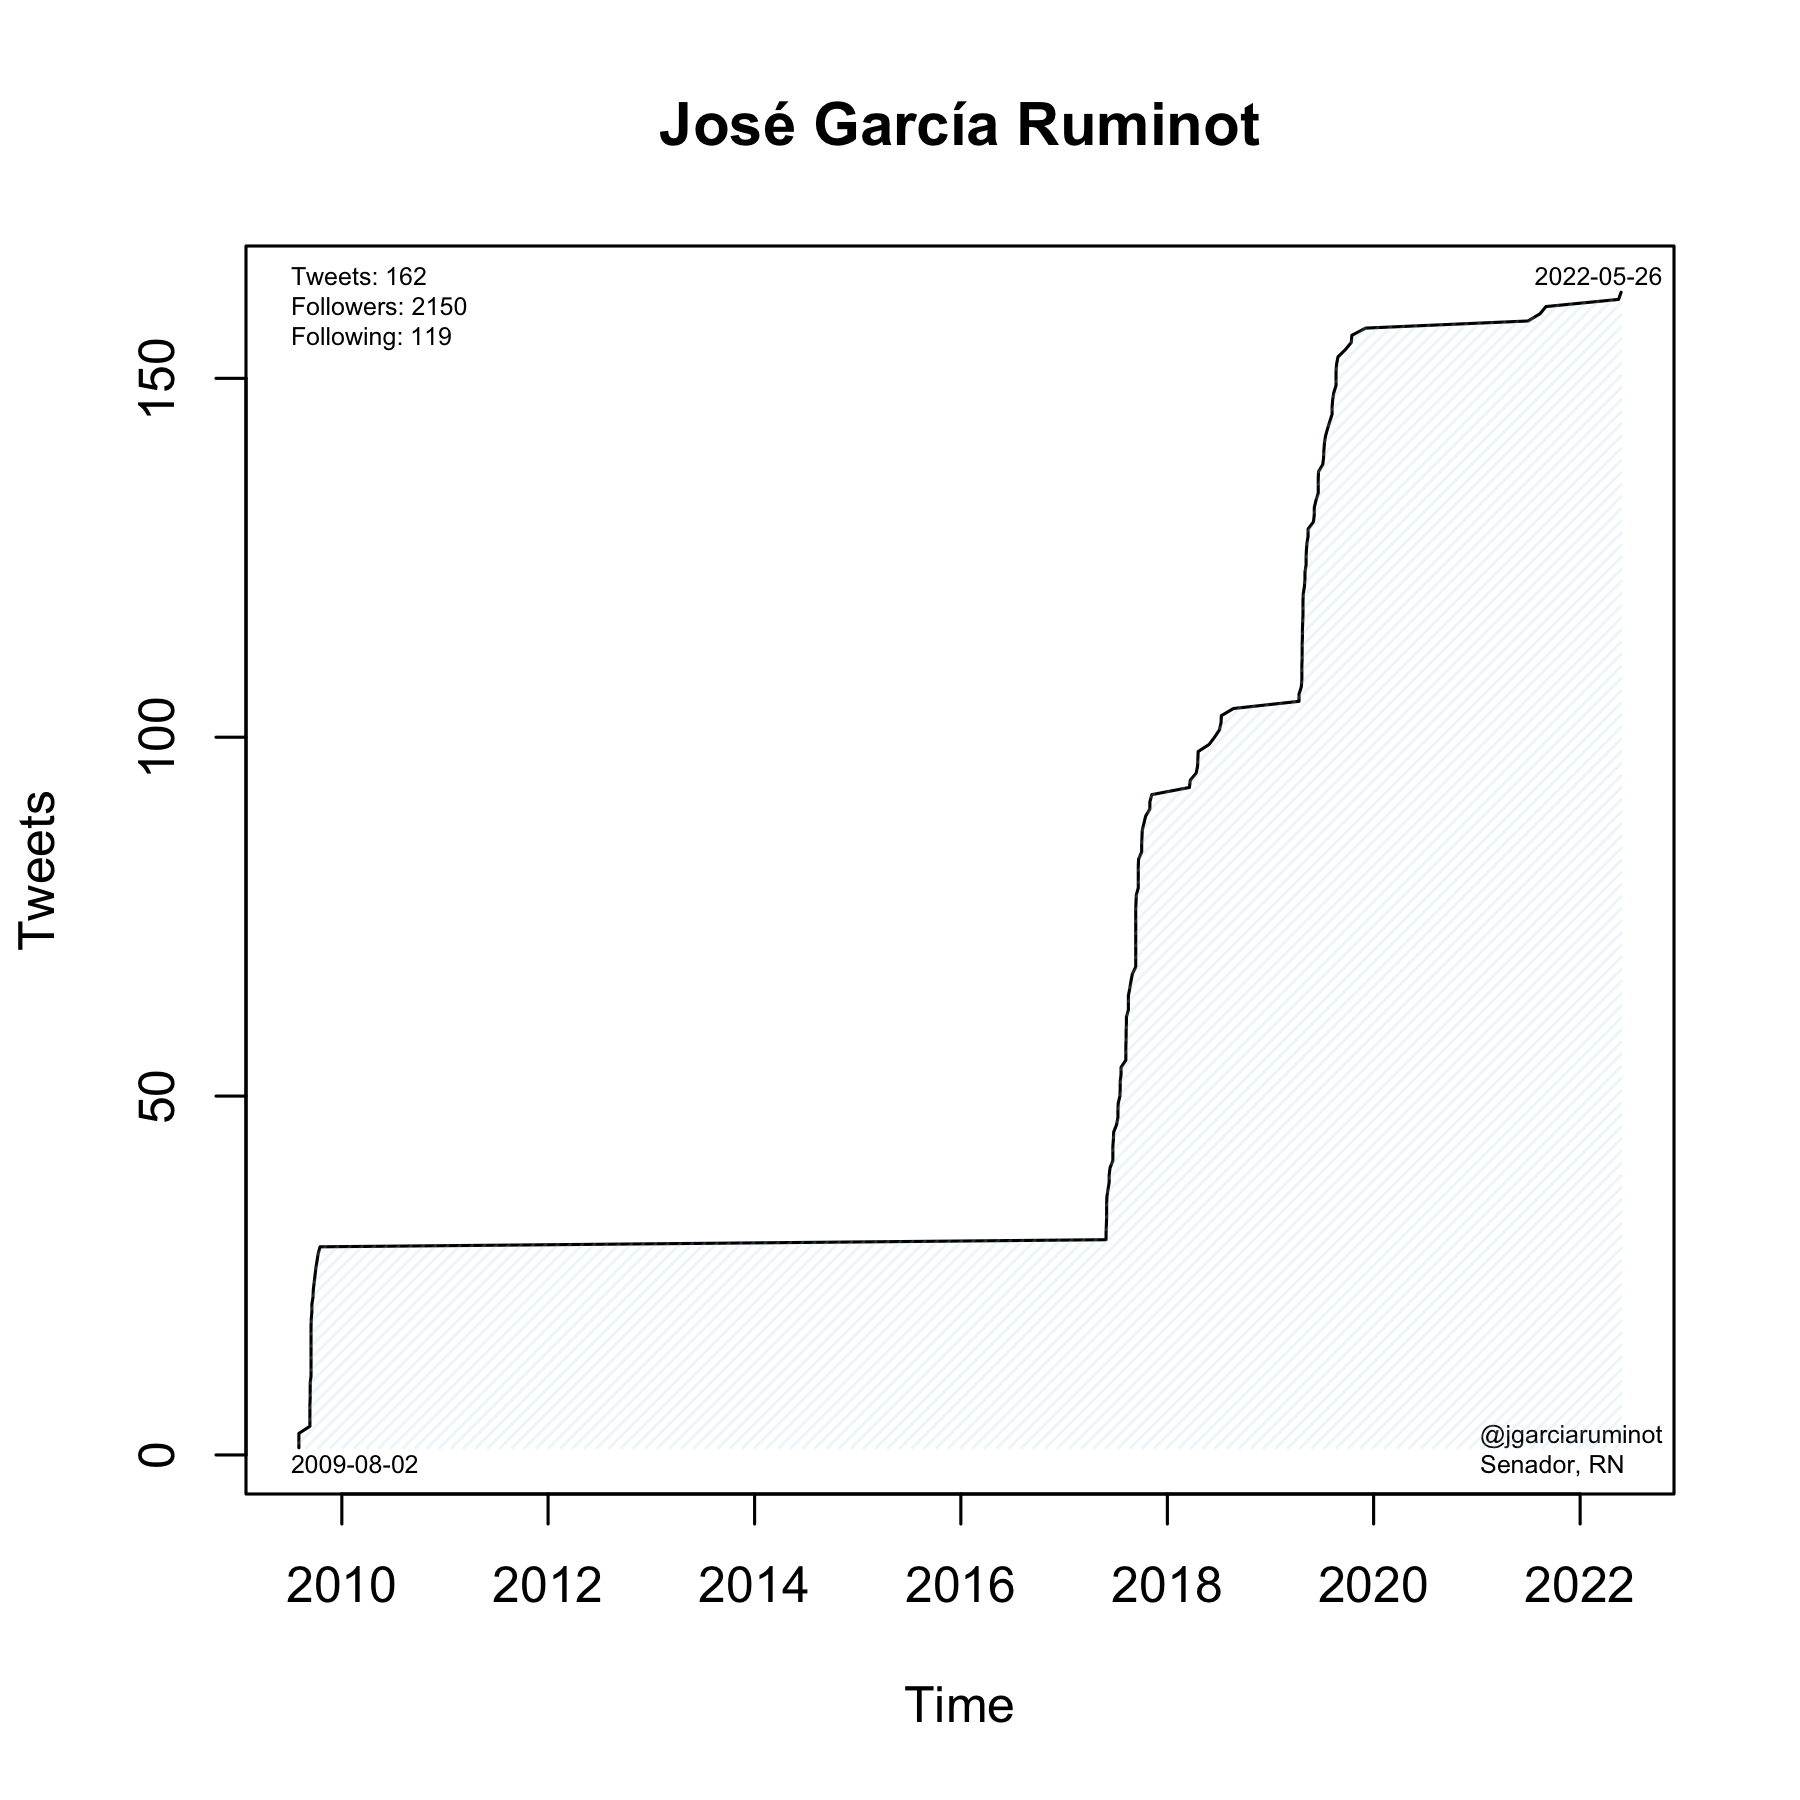 José García Ruminot
Tweets: 162
Followers: 2150
Following: 119
2022-05-26
150
100
50
0
Tweets
@jgarciaruminot
Senador, RN
2009-08-02
2010 2012 2014 2016 2018 2020 2022
Time